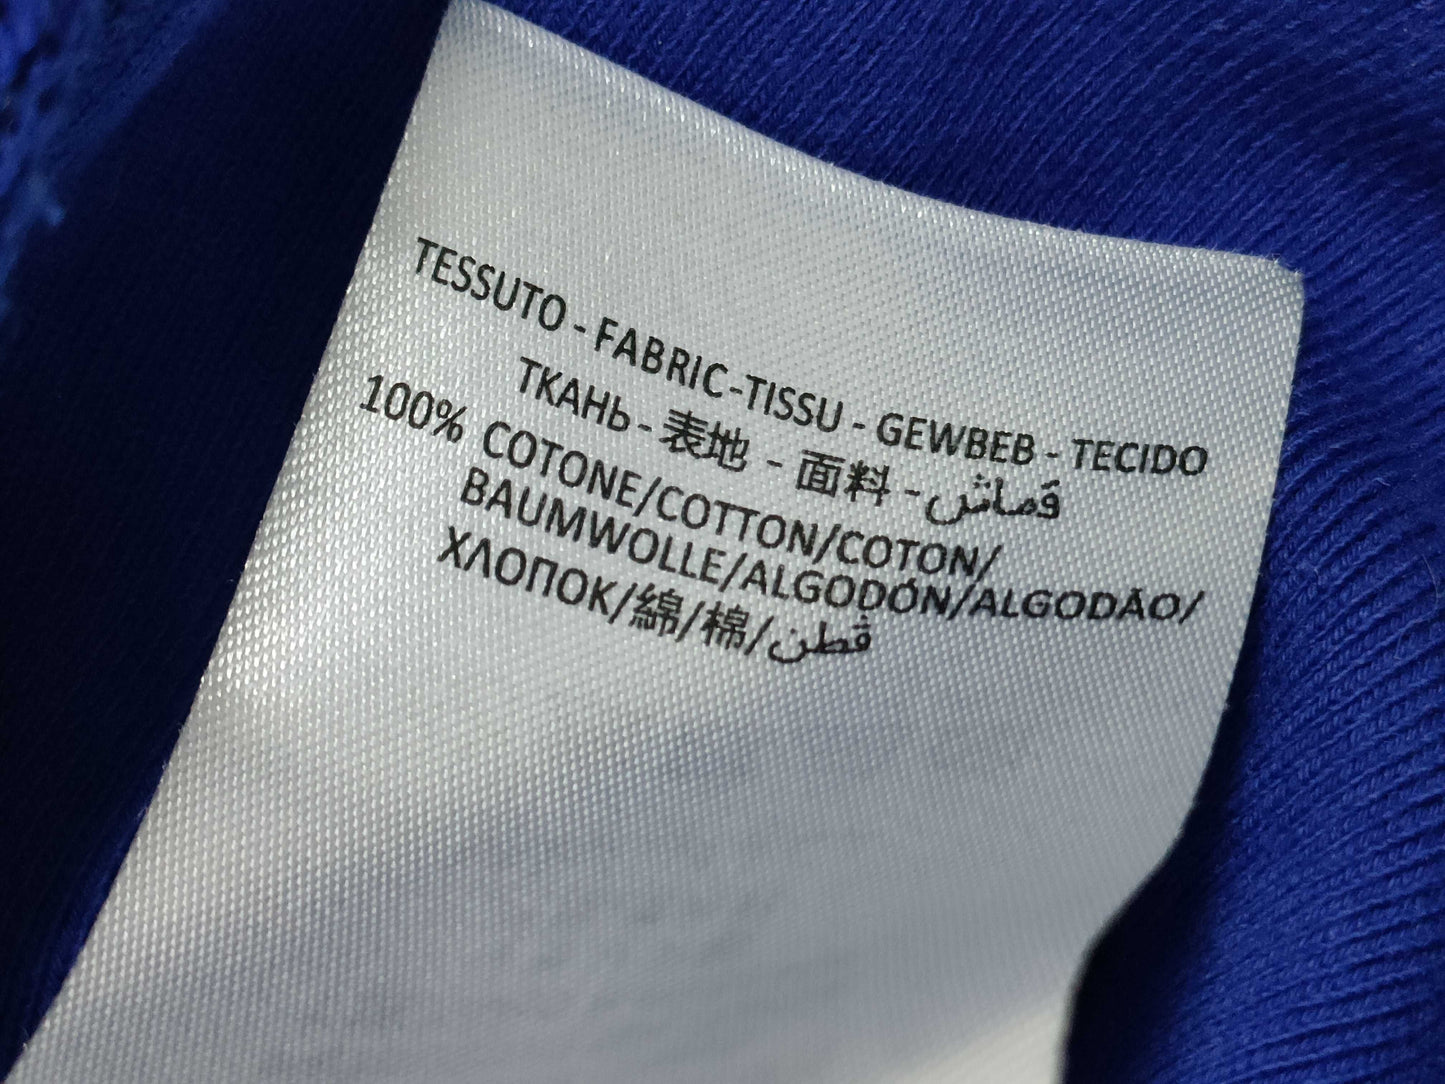 TESSUTO - FABRIC-TISSU - GEWBEB - TECIDO
ТКАНЬ - 表地 - 面料 - قماش
100% COTONE/COTTON/COTON/
BAUMWOLLE/ALGODÓN/ALGODÃO/
ХЛОПОК/綿/棉/قطن